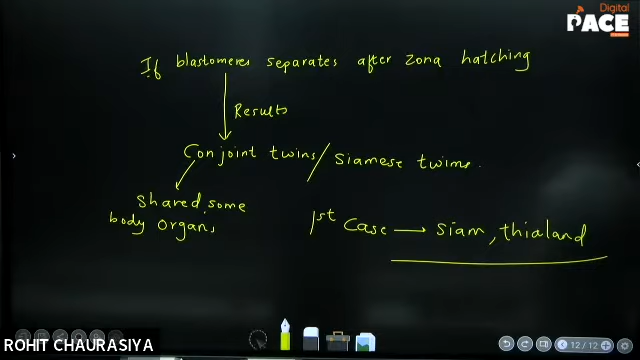 Digital
PACE
If blastomeres separates after zona hatching
Results
Conjoint twins / Siamese twins.
Shared some
body organs
1st Case → Siam, thialand
ROHIT CHAURASIYA
12/12